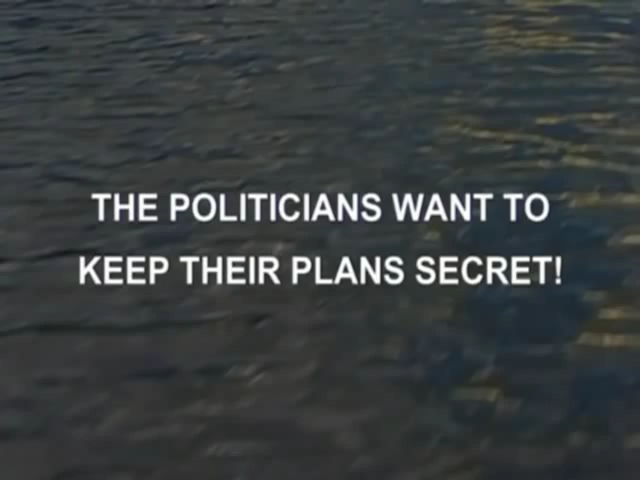 THE POLITICIANS WANT TO
KEEP THEIR PLANS SECRET!